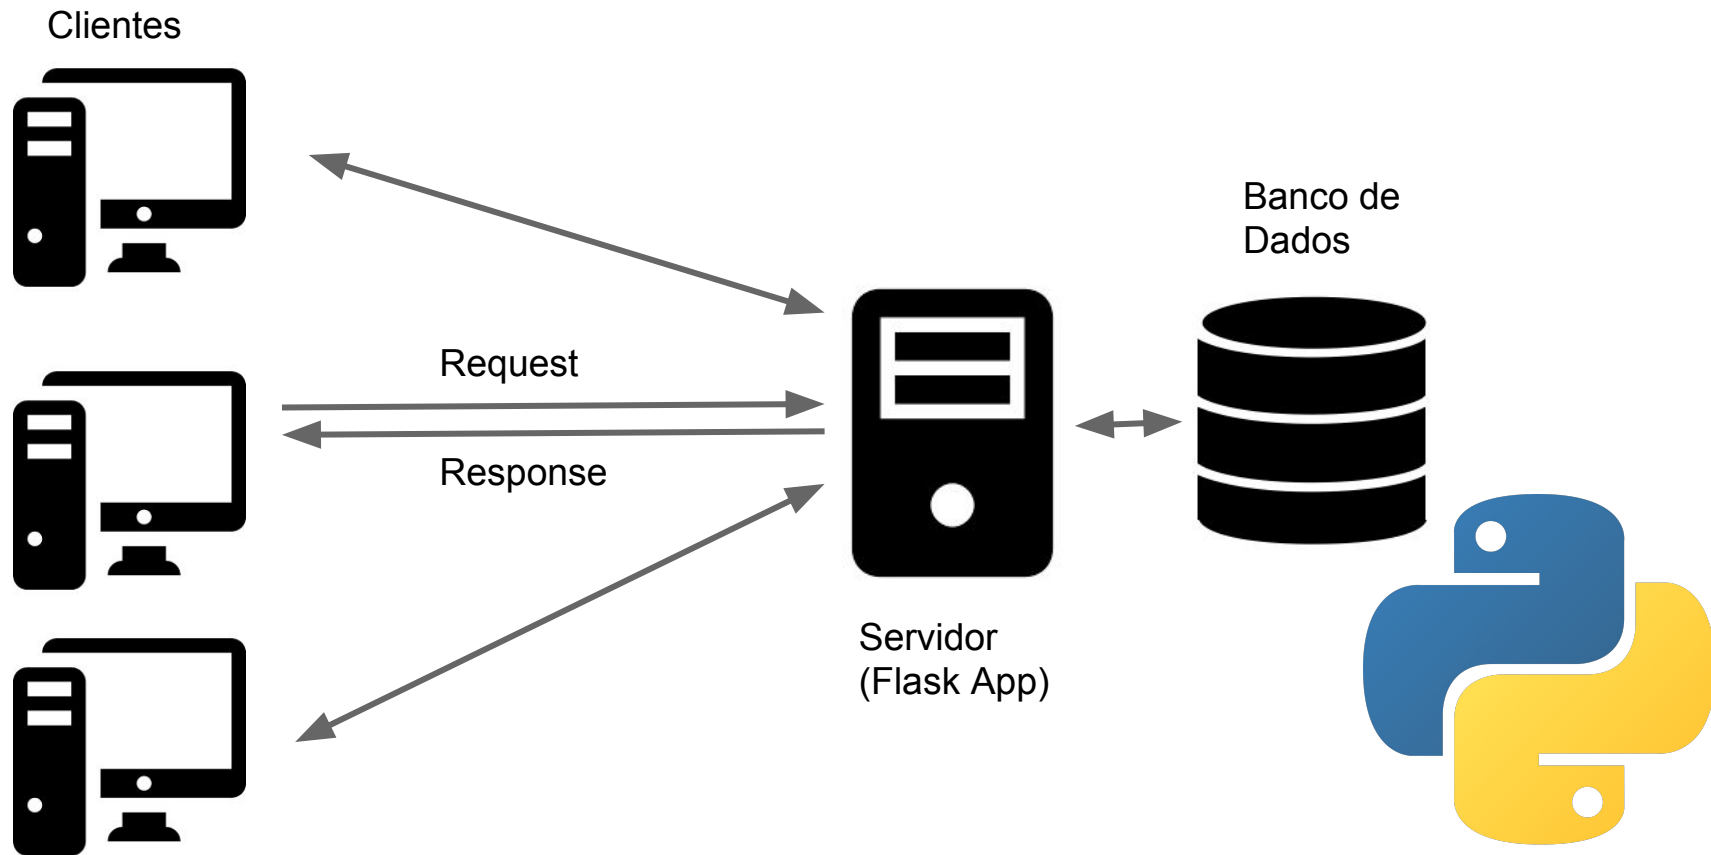 Clientes
Banco de
Dados
Request
Response
Servidor
(Flask App)